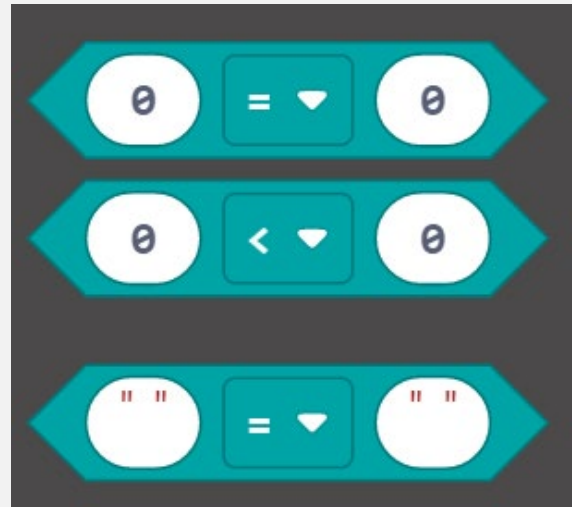 0 = 0
0 < 0
" " = " "